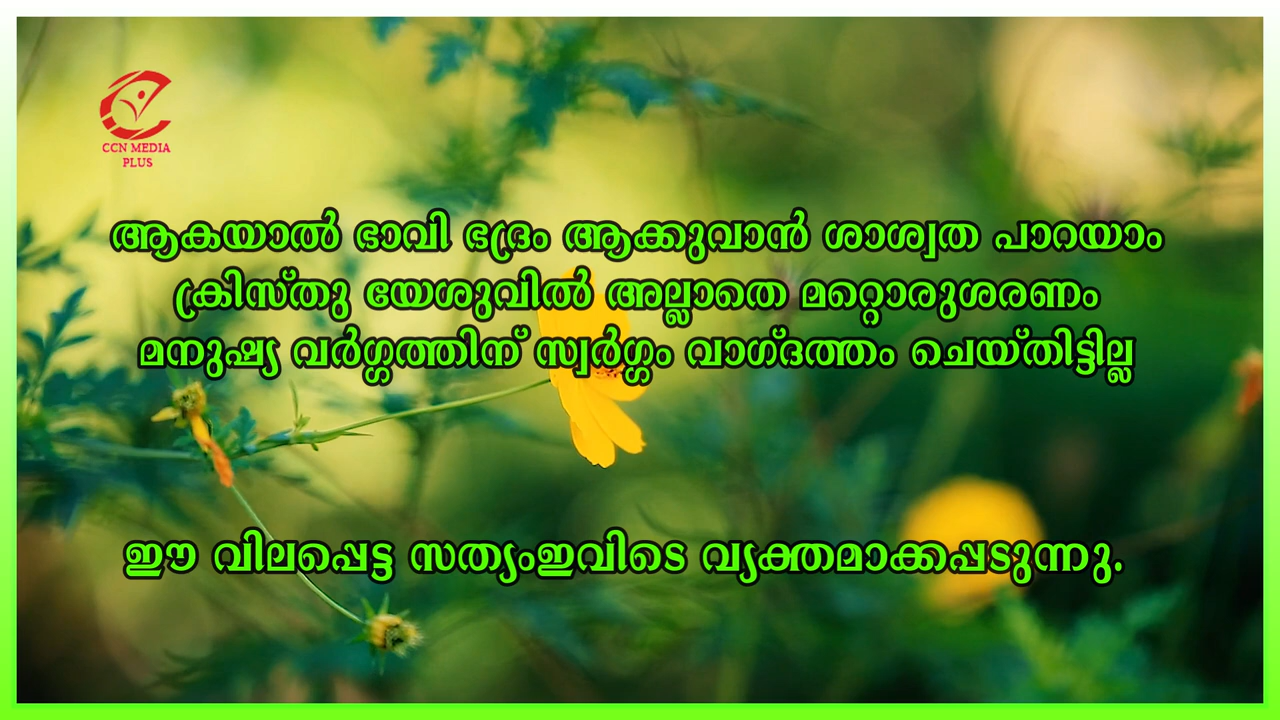 CCN MEDIA
PLUS
ആകയാൽ ഭാവി ഭദ്രം ആക്കുവാൻ ശാശ്വത പാറയാം
ക്രിസ്തു യേശുവിൽ അല്ലാതെ മറ്റൊരുശരണം
മനുഷ്യ വർഗ്ഗത്തിന് സ്വർഗ്ഗം വാഗ്ദത്തം ചെയ്തിട്ടില്ല
ഈ വിലപ്പെട്ട സത്യംഇവിടെ വ്യക്തമാക്കപ്പടുന്നു.